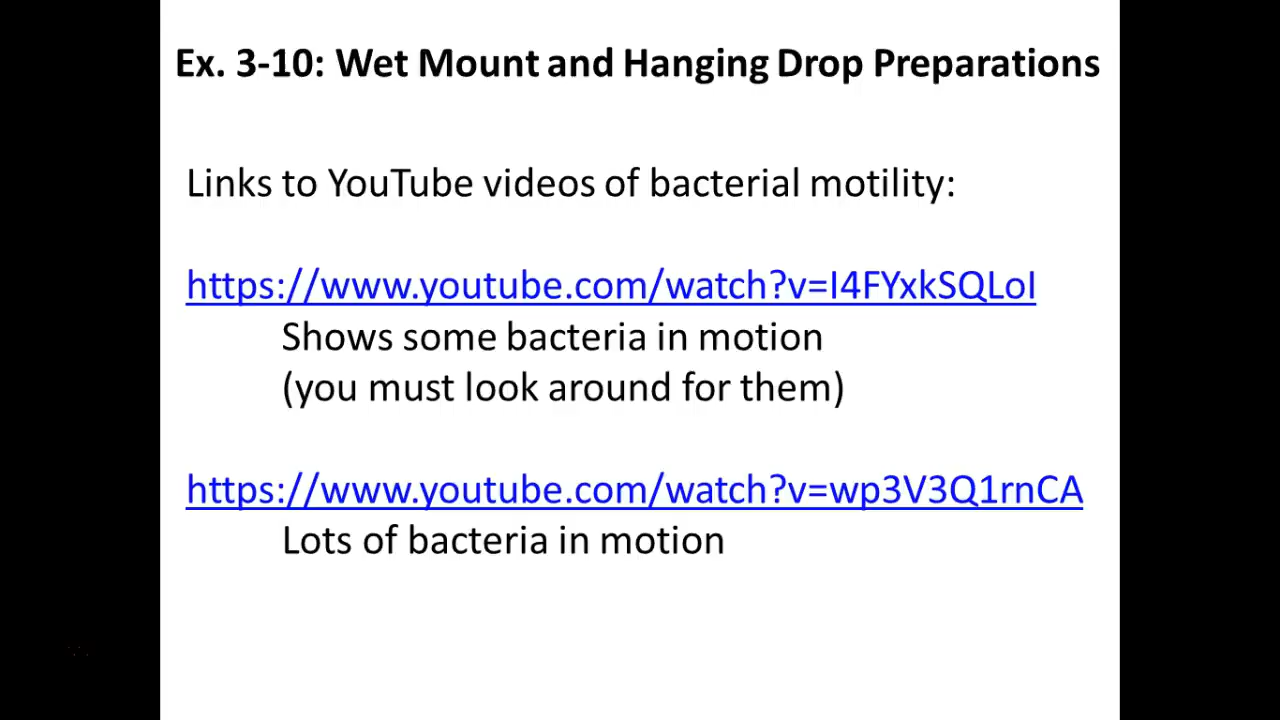 Ex. 3-10: Wet Mount and Hanging Drop Preparations
Links to YouTube videos of bacterial motility:
https://www.youtube.com/watch?v=I4FYxkSQLoI
Shows some bacteria in motion
(you must look around for them)
https://www.youtube.com/watch?v=wp3V3Q1rnCA
Lots of bacteria in motion